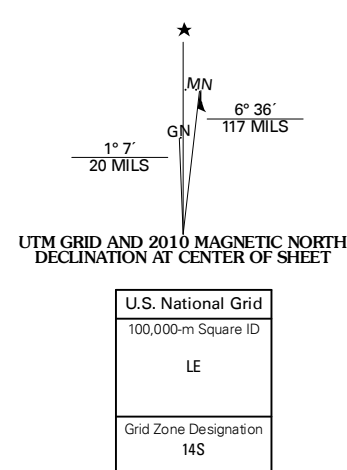 MN
GN
6° 36´
117 MILS
1° 7´
20 MILS
UTM GRID AND 2010 MAGNETIC NORTH
DECLINATION AT CENTER OF SHEET
U.S. National Grid
100,000-m Square ID
LE
Grid Zone Designation
14S